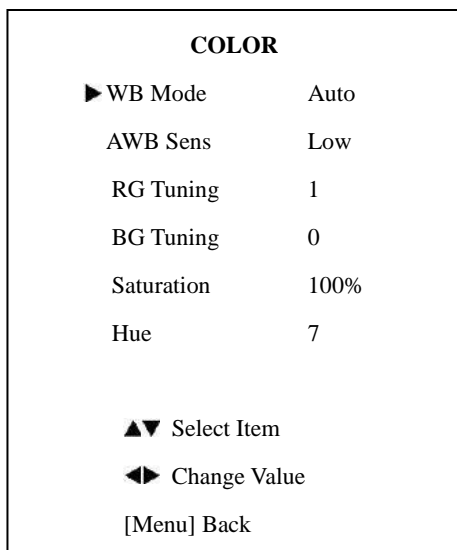 COLOR
▶WB Mode Auto
AWB Sens Low
RG Tuning 1
BG Tuning 0
Saturation 100%
Hue 7
▲▼ Select Item
◀▶ Change Value
[Menu] Back